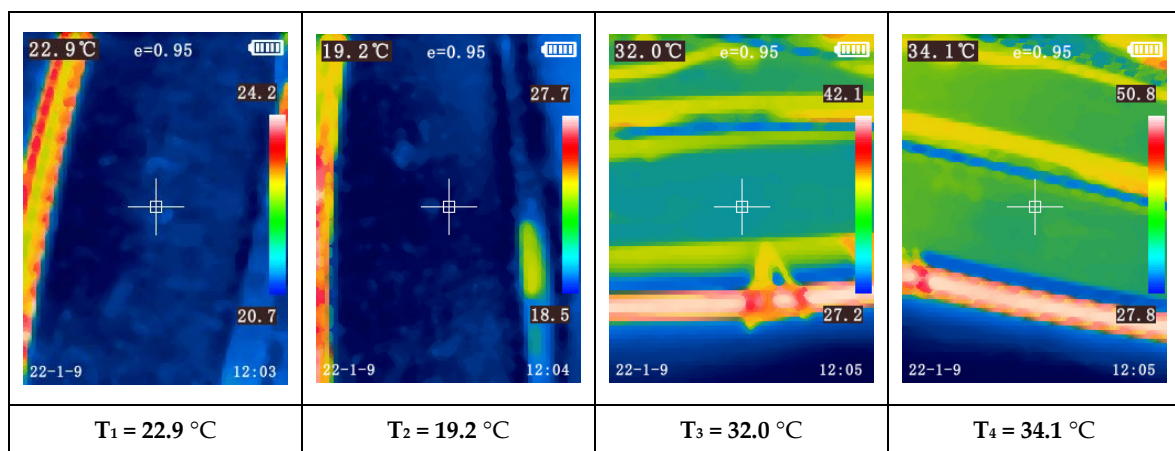 22.9℃ e=0.95
24.2
20.7
22-1-9 12:03
19.2℃ e=0.95
27.7
18.5
22-1-9 12:04
32.0℃ e=0.95
42.1
27.2
22-1-9 12:05
34.1℃ e=0.95
50.8
27.8
22-1-9 12:05
T₁ = 22.9 °C
T₂ = 19.2 °C
T₃ = 32.0 °C
T₄ = 34.1 °C